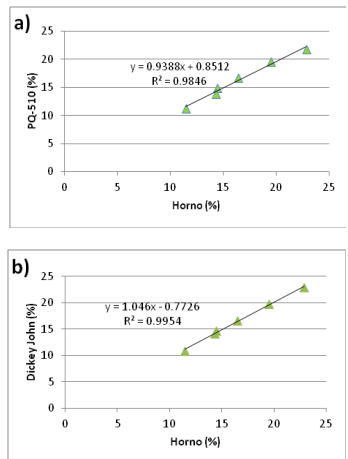 a)
25
20
15
10
5
0
PQ-510 (%)
y = 0.9388x + 0.8512
R² = 0.9846
0 5 10 15 20 25
Horno (%)
b)
25
20
15
10
5
0
Dickey John (%)
y = 1.046x - 0.7726
R² = 0.9954
0 5 10 15 20 25
Horno (%)